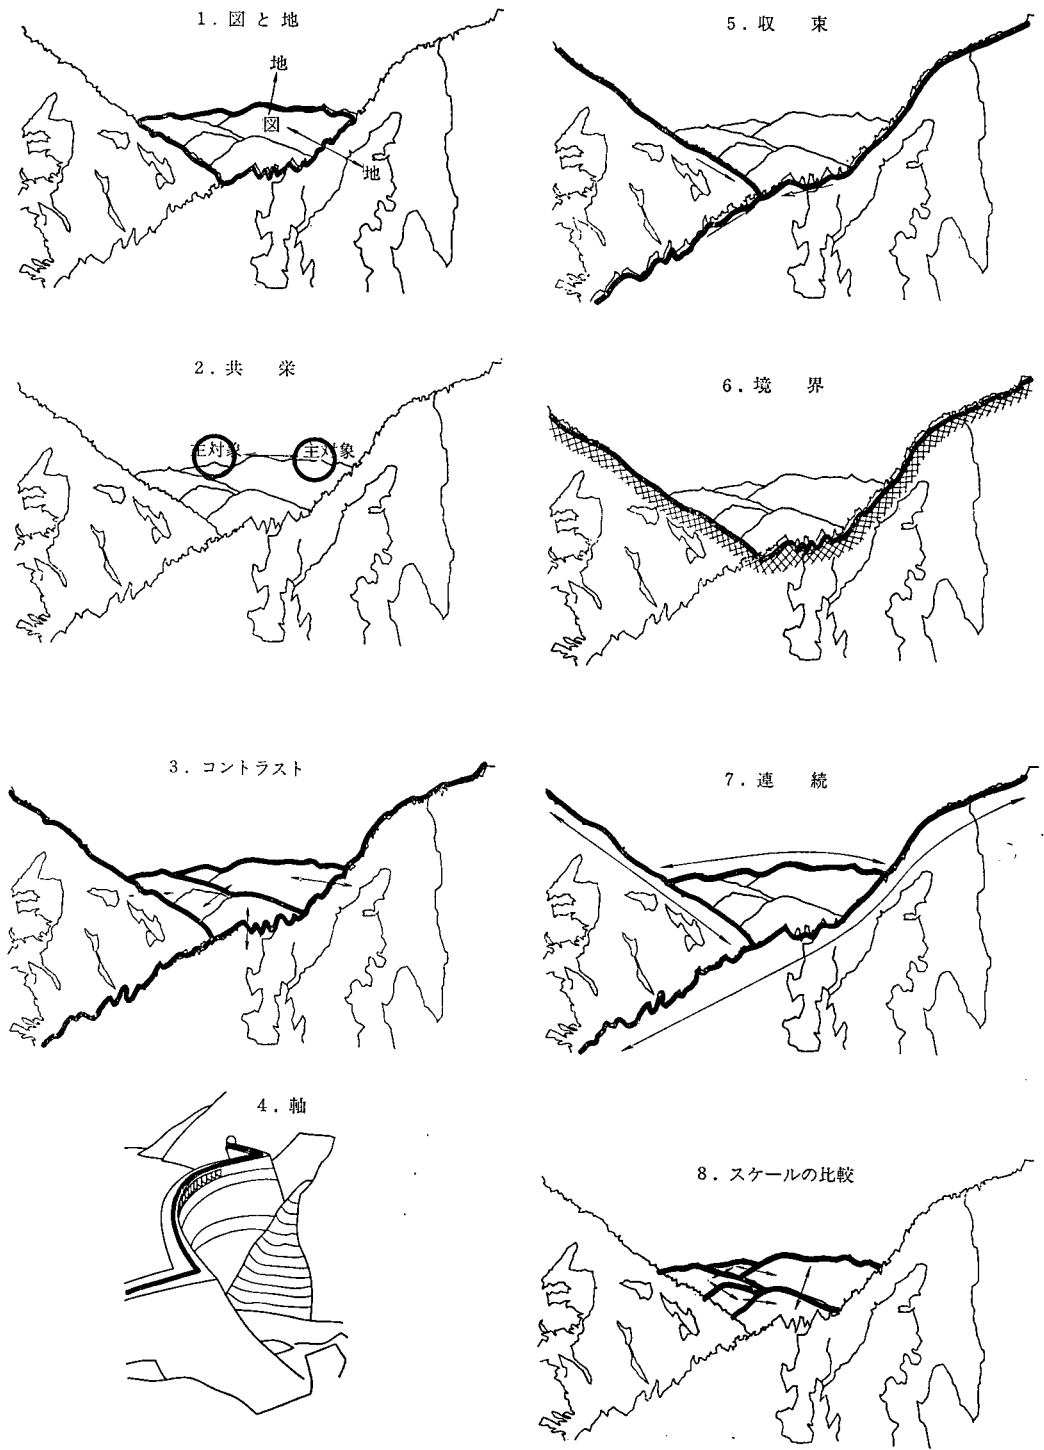 1. 図と地
地
図
地
2. 共　栄
主対象
主対象
3. コントラスト
4. 軸
5. 収　束
6. 境　界
7. 連　続
8. スケールの比較